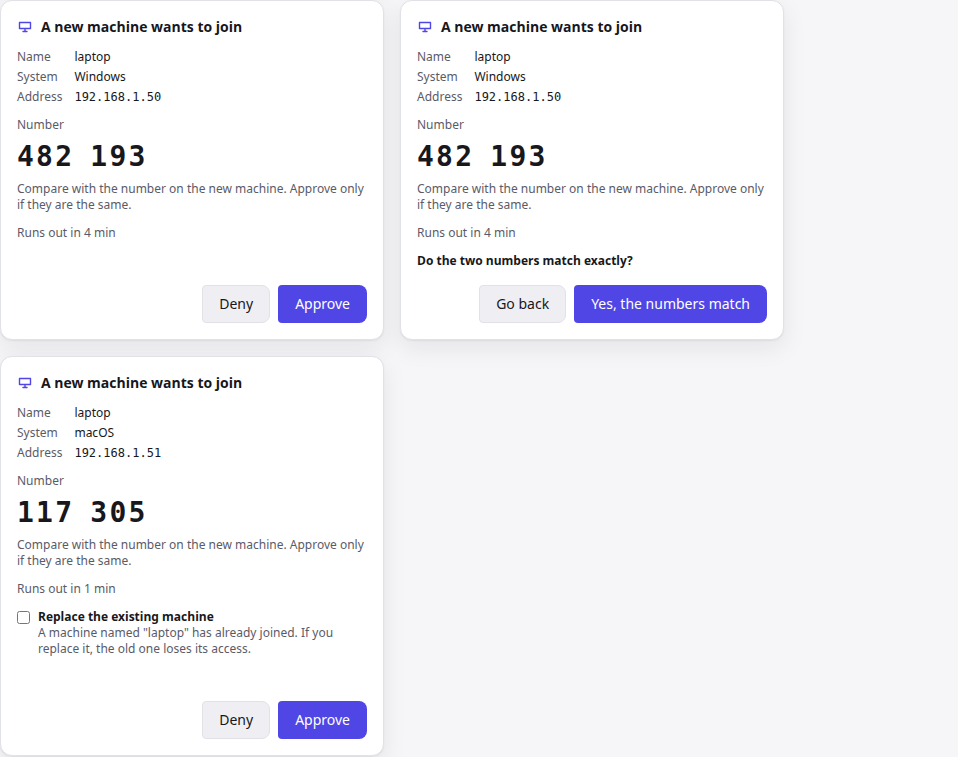 A new machine wants to join
Name laptop
System Windows
Address 192.168.1.50
Number
482 193
Compare with the number on the new machine. Approve only
if they are the same.
Runs out in 4 min
Deny Approve
A new machine wants to join
Name laptop
System Windows
Address 192.168.1.50
Number
482 193
Compare with the number on the new machine. Approve only
if they are the same.
Runs out in 4 min
Do the two numbers match exactly?
Go back Yes, the numbers match
A new machine wants to join
Name laptop
System macOS
Address 192.168.1.51
Number
117 305
Compare with the number on the new machine. Approve only
if they are the same.
Runs out in 1 min
Replace the existing machine
A machine named "laptop" has already joined. If you
replace it, the old one loses its access.
Deny Approve